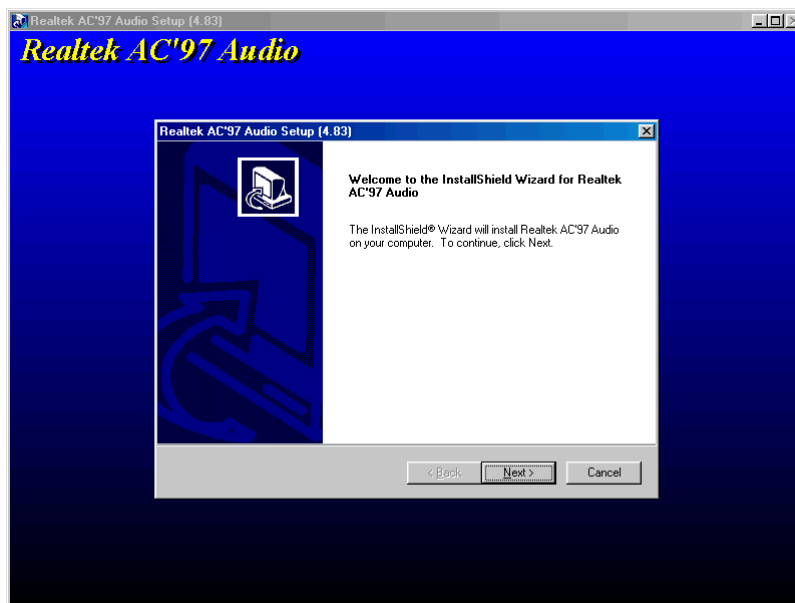 Realtek AC'97 Audio Setup (4.83)
Realtek AC'97 Audio
Realtek AC'97 Audio Setup (4.83)
Welcome to the InstallShield Wizard for Realtek
AC'97 Audio
The InstallShield® Wizard will install Realtek AC'97 Audio
on your computer. To continue, click Next.
< Back
Next >
Cancel